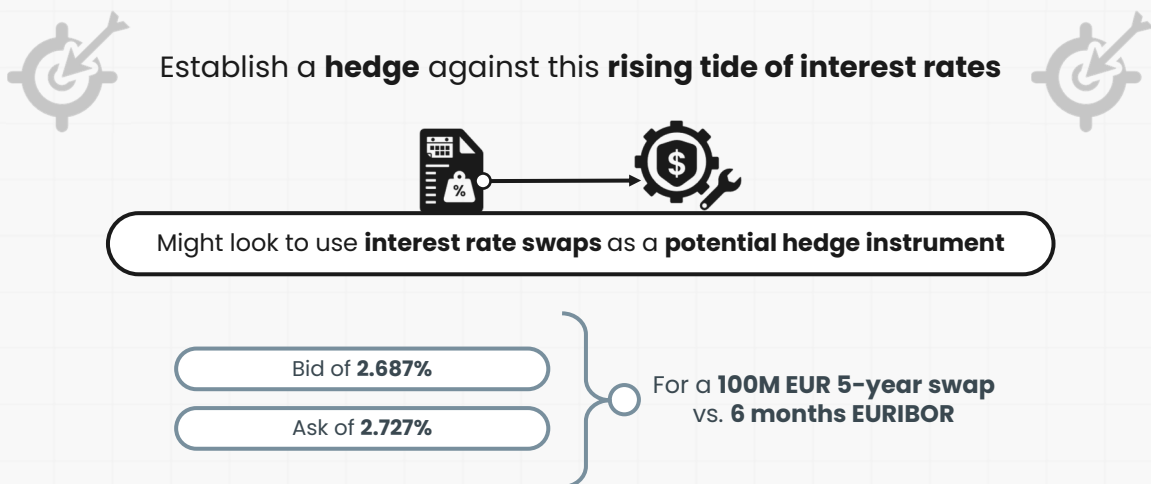 Establish a hedge against this rising tide of interest rates
%
$
Might look to use interest rate swaps as a potential hedge instrument
Bid of 2.687%
Ask of 2.727%
For a 100M EUR 5-year swap
vs. 6 months EURIBOR